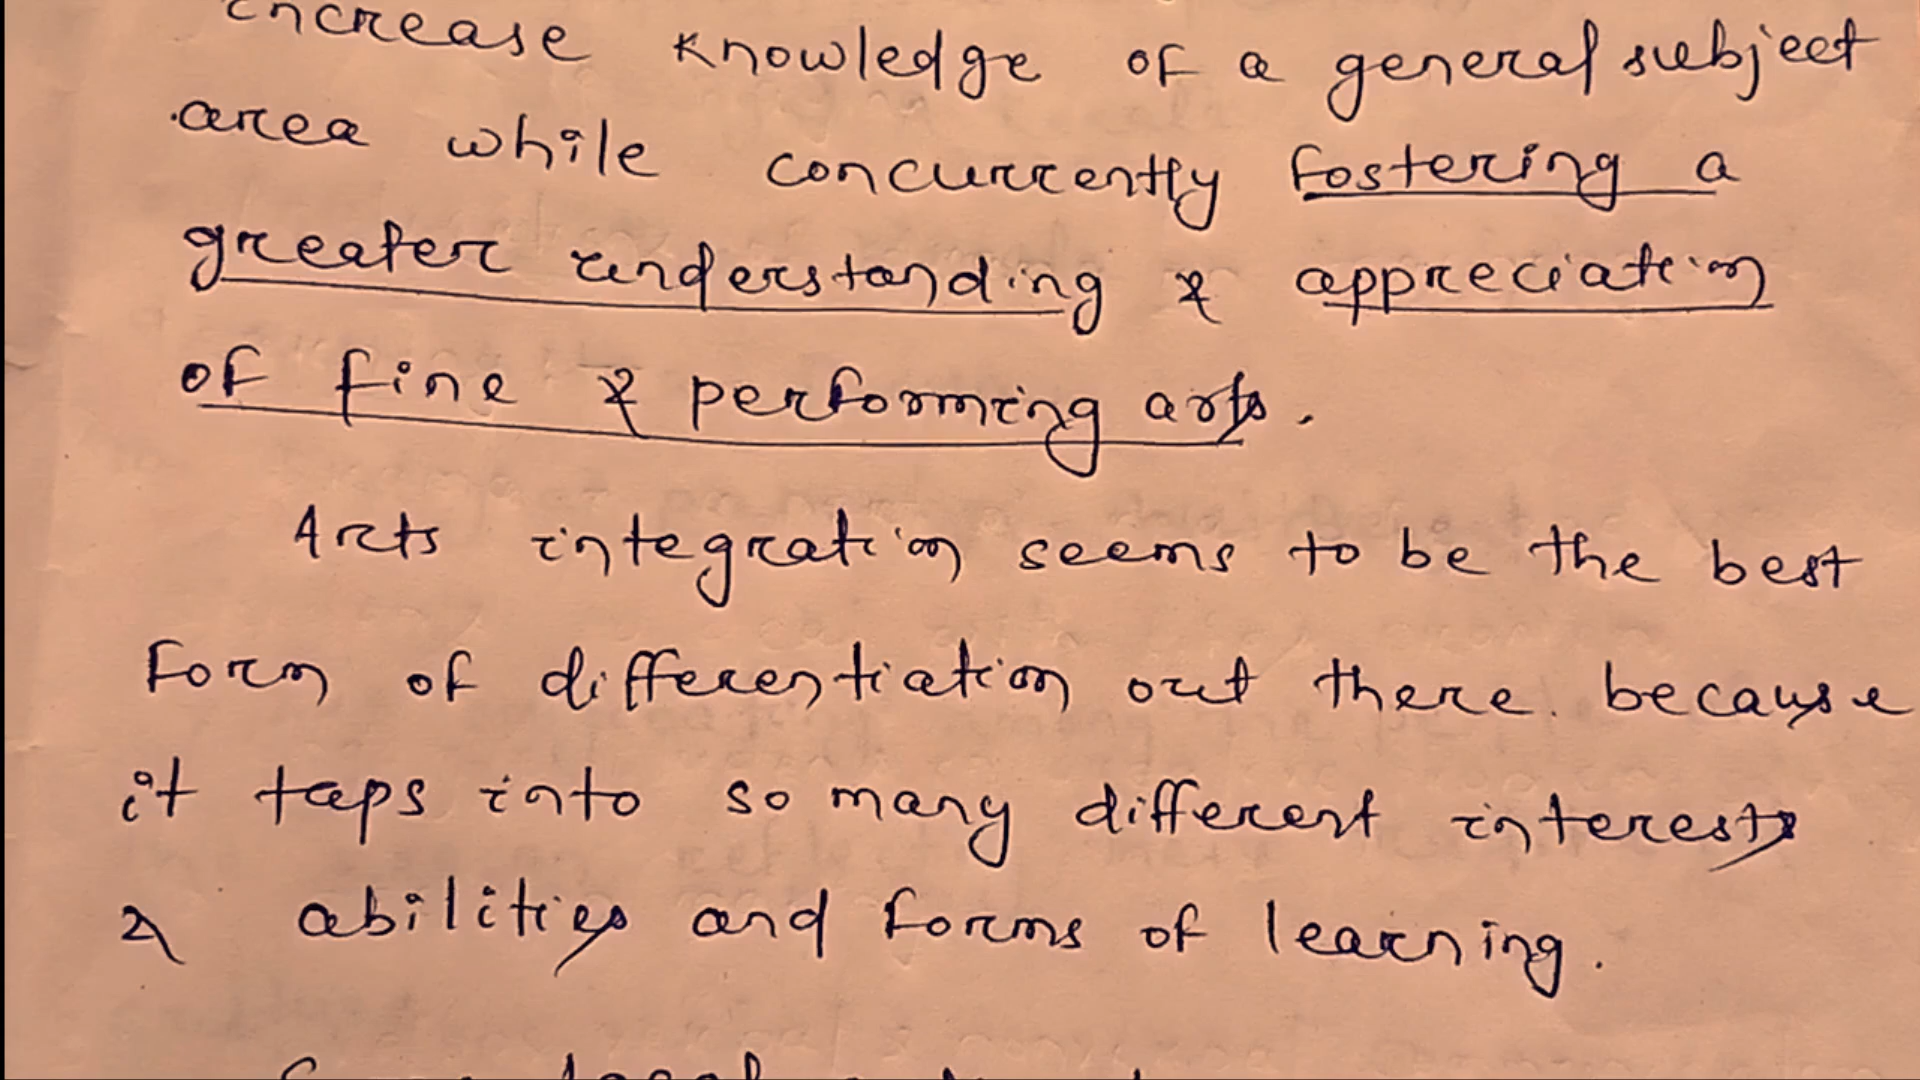 increase knowledge of a general subject
area while concurrently fostering a
greater understanding & appreciation
of fine & performing arts.
Arts integration seems to be the best
form of differentiation out there. because
it taps into so many different interests
& abilities and forms of learning.